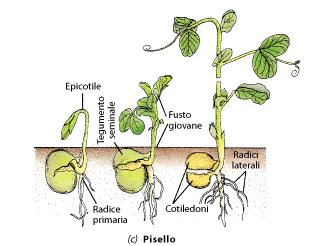 Epicotile
Tegumento
seminale
Fusto
giovane
Radici
laterali
Radice
primaria
Cotiledoni
(c) Pisello